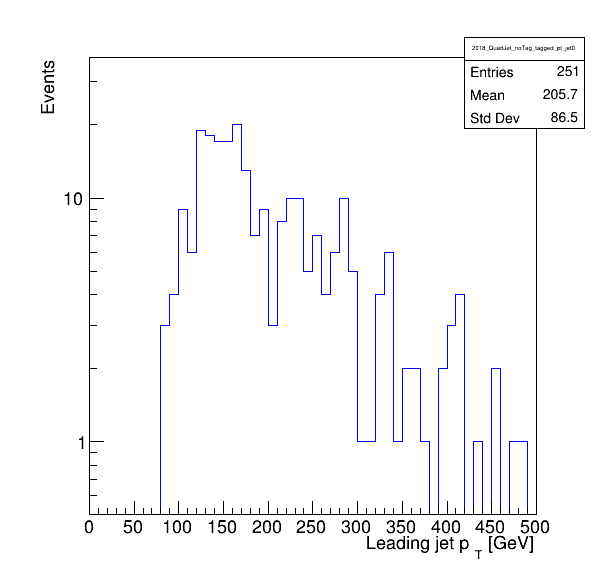 2018_QuadJet_noTag_tagged_pt_jet0
Entries 251
Mean 205.7
Std Dev 86.5
Events
10
1
0 50 100 150 200 250 300 350 400 450 500
Leading jet p T [GeV]